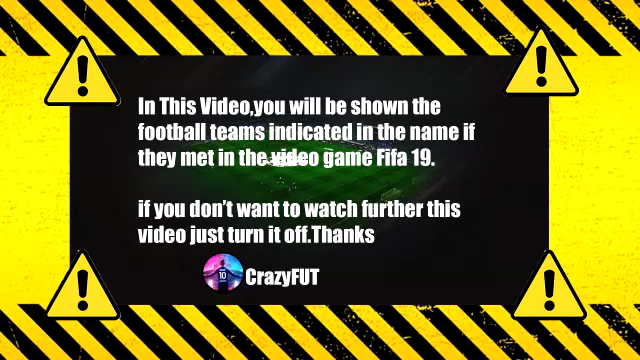 In This Video,you will be shown the
football teams indicated in the name if
they met in the video game Fifa 19.
if you don't want to watch further this
video just turn it off.Thanks
10
CrazyFUT